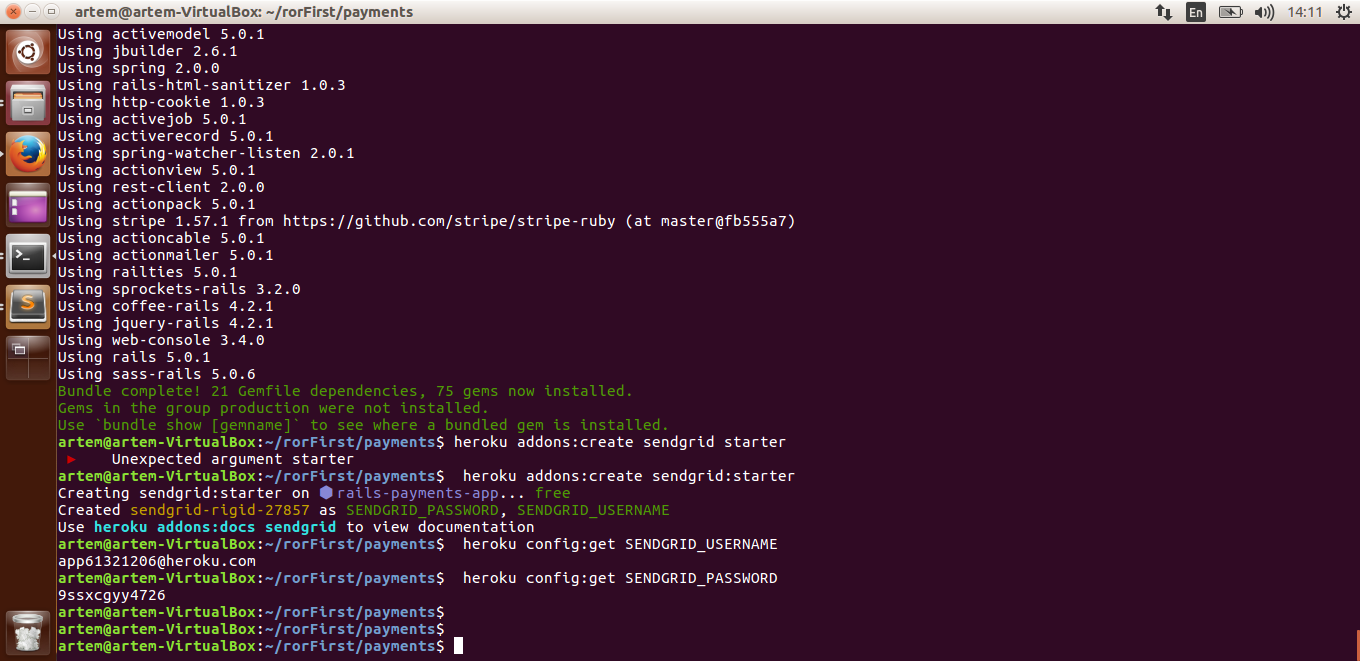 artem@artem-VirtualBox: ~/rorFirst/payments
En
14:11
Using activemodel 5.0.1
Using jbuilder 2.6.1
Using spring 2.0.0
Using rails-html-sanitizer 1.0.3
Using http-cookie 1.0.3
Using activejob 5.0.1
Using activerecord 5.0.1
Using spring-watcher-listen 2.0.1
Using actionview 5.0.1
Using rest-client 2.0.0
Using actionpack 5.0.1
Using stripe 1.57.1 from https://github.com/stripe/stripe-ruby (at master@fb555a7)
Using actioncable 5.0.1
Using actionmailer 5.0.1
Using railties 5.0.1
Using sprockets-rails 3.2.0
Using coffee-rails 4.2.1
Using jquery-rails 4.2.1
Using web-console 3.4.0
Using rails 5.0.1
Using sass-rails 5.0.6
Bundle complete! 21 Gemfile dependencies, 75 gems now installed.
Gems in the group production were not installed.
Use `bundle show [gemname]` to see where a bundled gem is installed.
artem@artem-VirtualBox:~/rorFirst/payments$ heroku addons:create sendgrid starter
▸    Unexpected argument starter
artem@artem-VirtualBox:~/rorFirst/payments$  heroku addons:create sendgrid:starter
Creating sendgrid:starter on ⬢ rails-payments-app... free
Created sendgrid-rigid-27857 as SENDGRID_PASSWORD, SENDGRID_USERNAME
Use heroku addons:docs sendgrid to view documentation
artem@artem-VirtualBox:~/rorFirst/payments$  heroku config:get SENDGRID_USERNAME
app61321206@heroku.com
artem@artem-VirtualBox:~/rorFirst/payments$  heroku config:get SENDGRID_PASSWORD
9ssxcgyy4726
artem@artem-VirtualBox:~/rorFirst/payments$
artem@artem-VirtualBox:~/rorFirst/payments$
artem@artem-VirtualBox:~/rorFirst/payments$